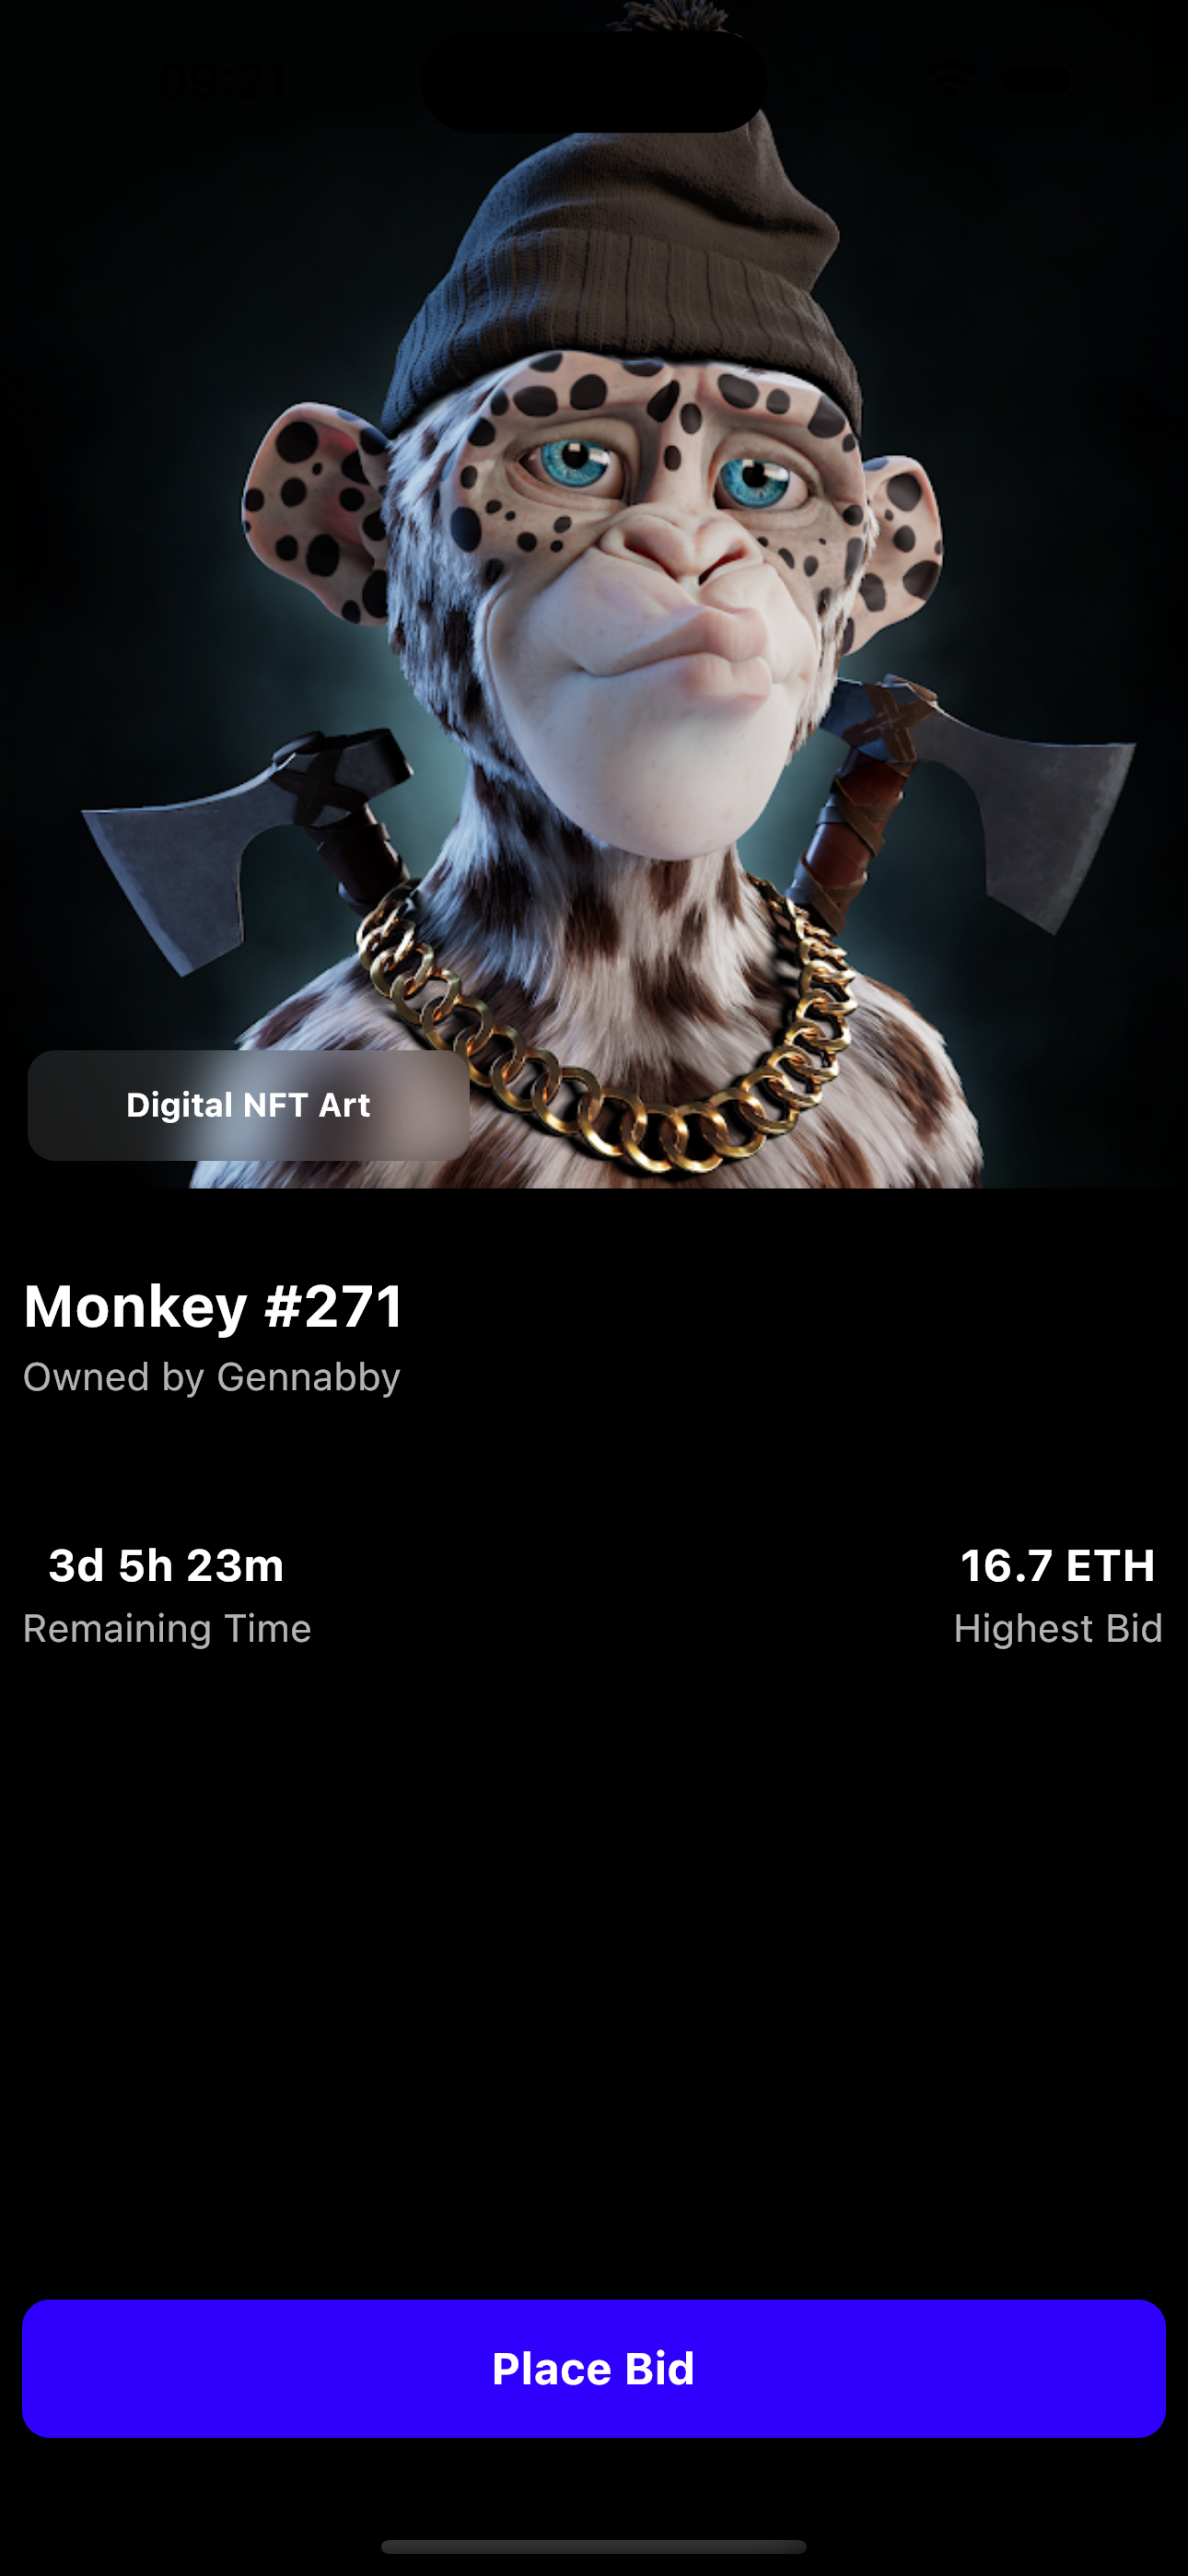 09:21
Digital NFT Art
Monkey #271
Owned by Gennabby
3d 5h 23m
Remaining Time
16.7 ETH
Highest Bid
Place Bid